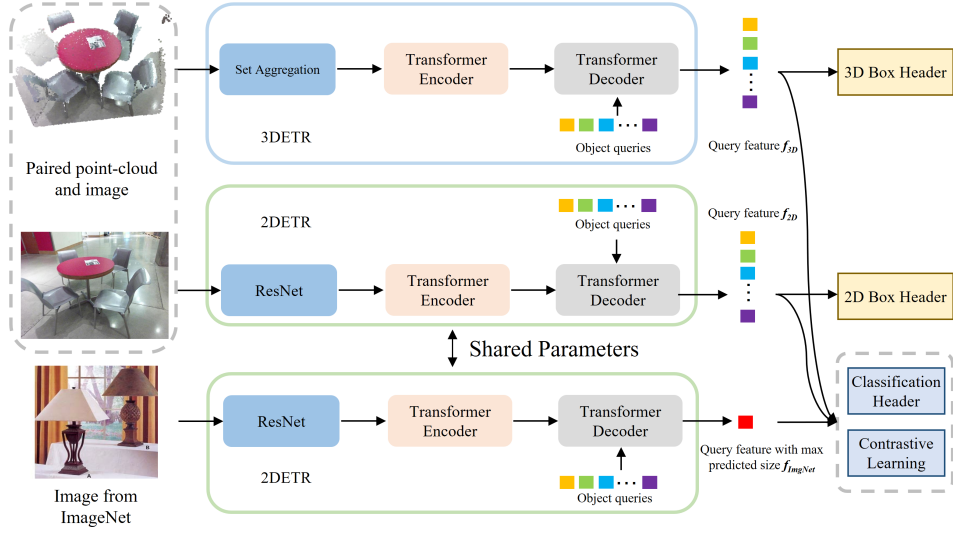 Paired point-cloud
and image
Set Aggregation
Transformer
Encoder
Transformer
Decoder
Object queries
3DETR
Query feature f3D
3D Box Header
2DETR
Object queries
ResNet
Transformer
Encoder
Transformer
Decoder
Query feature f2D
2D Box Header
Shared Parameters
Image from
ImageNet
A
B
ResNet
Transformer
Encoder
Transformer
Decoder
Object queries
2DETR
Query feature with max
predicted size fImgNet
Classification
Header
Contrastive
Learning